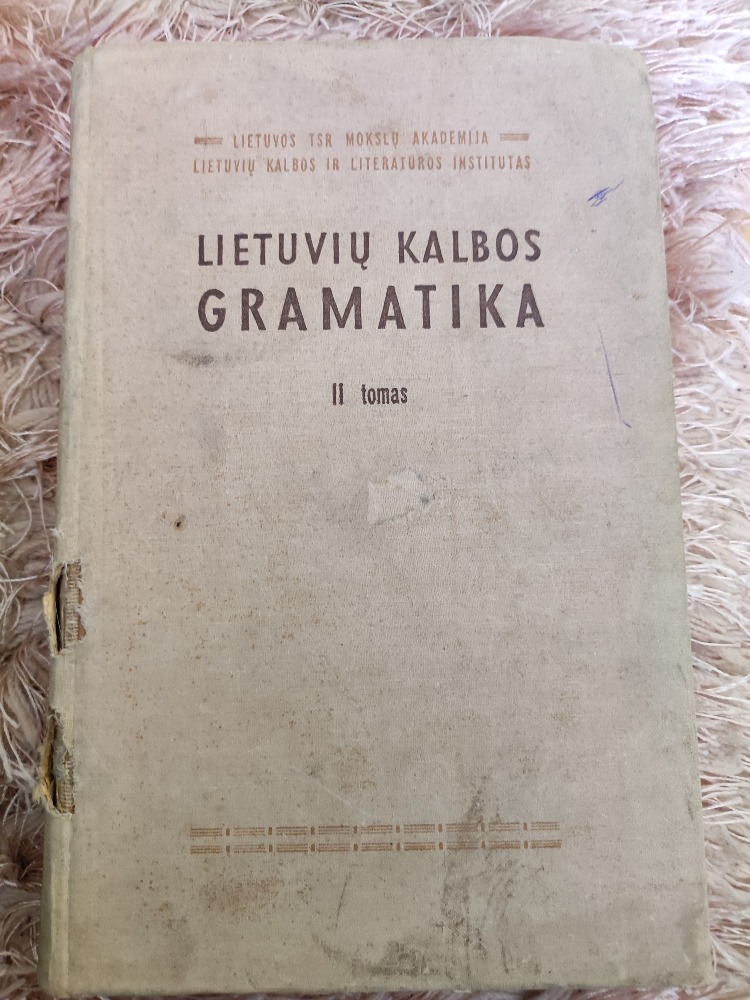 LIETUVOS TSR MOKSLŲ AKADEMIJA
LIETUVIŲ KALBOS IR LITERATŪROS INSTITUTAS
LIETUVIŲ KALBOS
GRAMATIKA
II tomas